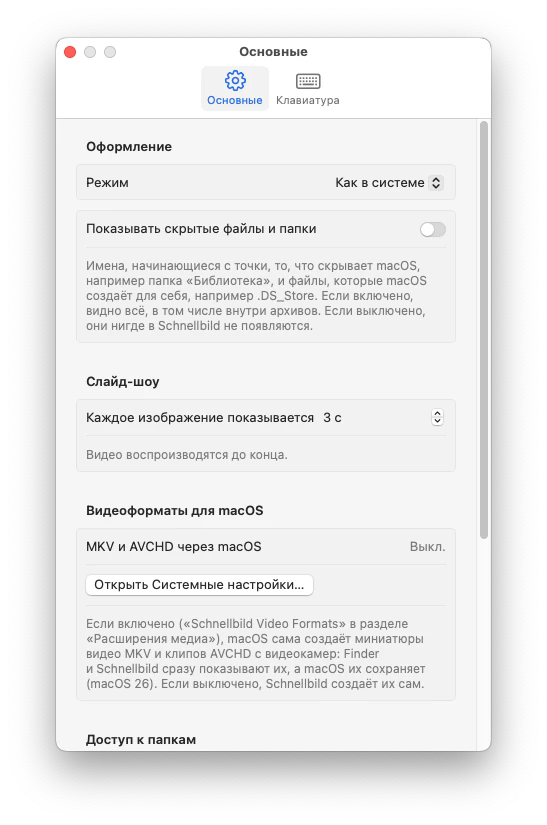 Основные
Основные
Клавиатура
Оформление
Режим
Как в системе
Показывать скрытые файлы и папки
Имена, начинающиеся с точки, то, что скрывает macOS,
например папка «Библиотека», и файлы, которые macOS
создаёт для себя, например .DS_Store. Если включено,
видно всё, в том числе внутри архивов. Если выключено,
они нигде в Schnellbild не появляются.
Слайд-шоу
Каждое изображение показывается 3 с
Видео воспроизводятся до конца.
Видеоформаты для macOS
MKV и AVCHD через macOS
Выкл.
Открыть Системные настройки...
Если включено («Schnellbild Video Formats» в разделе
«Расширения медиа»), macOS сама создаёт миниатюры
видео MKV и клипов AVCHD с видеокамер: Finder
и Schnellbild сразу показывают их, а macOS их сохраняет
(macOS 26). Если выключено, Schnellbild создаёт их сам.
Доступ к папкам